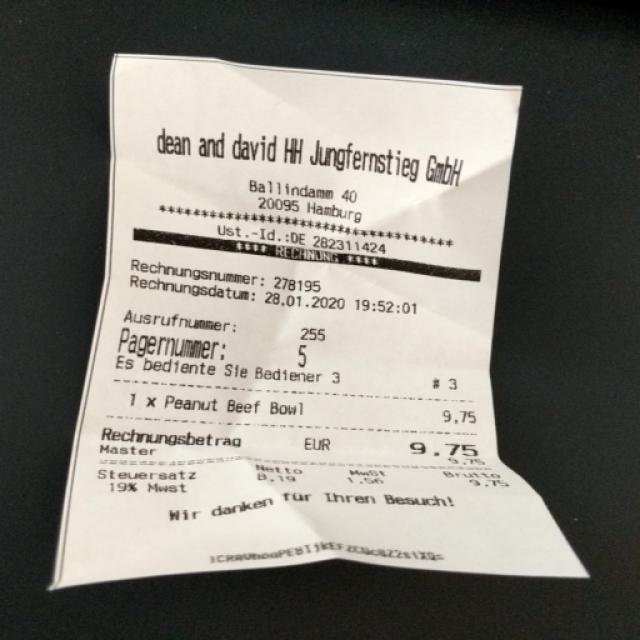 dean and david HH Jungfernstieg GmbH
Ballindamm 40
20095 Hamburg
************************************
Ust.-Id.:DE 282311424
**** RECHNUNG ****
Rechnungsnummer: 278195
Rechnungsdatum: 28.01.2020 19:52:01
Ausrufnummer: 255
Pagernummer: 5
Es bediente Sie Bediener 3 # 3
1 x Peanut Beef Bowl 9,75
Rechnungsbetrag EUR 9.75
Master 9,75
Steuersatz Netto MwSt Brutto
19% Mwst 8,19 1,56 9,75
Wir danken für Ihren Besuch!